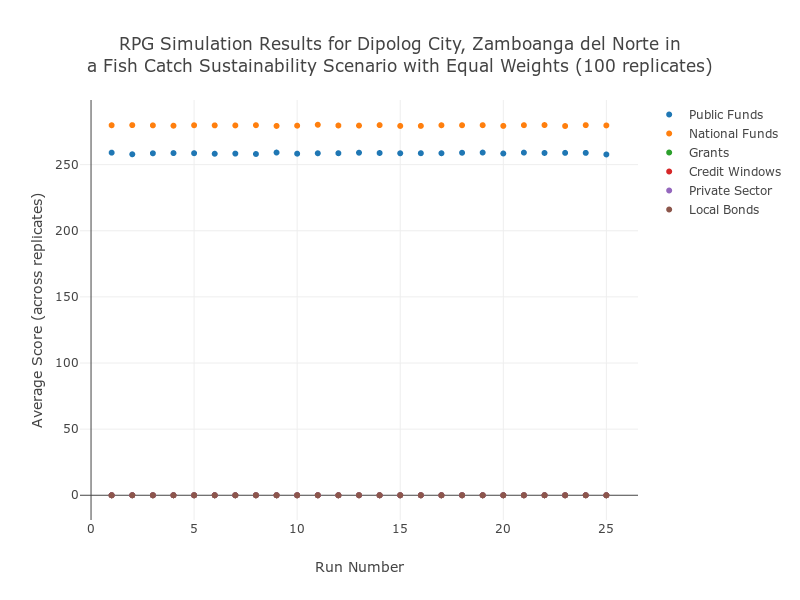 RPG Simulation Results for Dipolog City, Zamboanga del Norte in
a Fish Catch Sustainability Scenario with Equal Weights (100 replicates)
Public Funds
National Funds
Grants
Credit Windows
Private Sector
Local Bonds
Average Score (across replicates)
250
200
150
100
50
0
0 5 10 15 20 25
Run Number